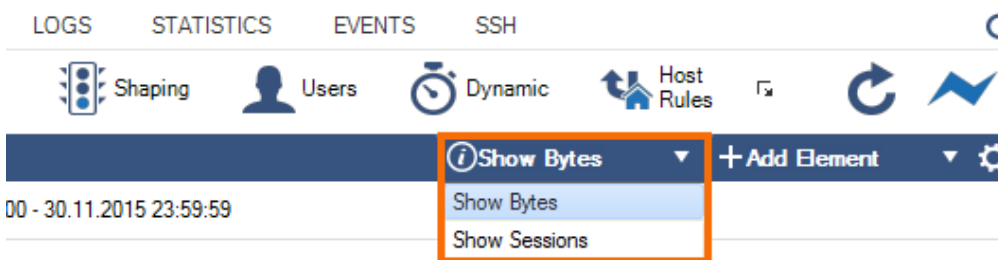 LOGS STATISTICS EVENTS SSH
Shaping Users Dynamic Host Rules
Show Bytes Add Element
00 - 30.11.2015 23:59:59
Show Bytes
Show Sessions